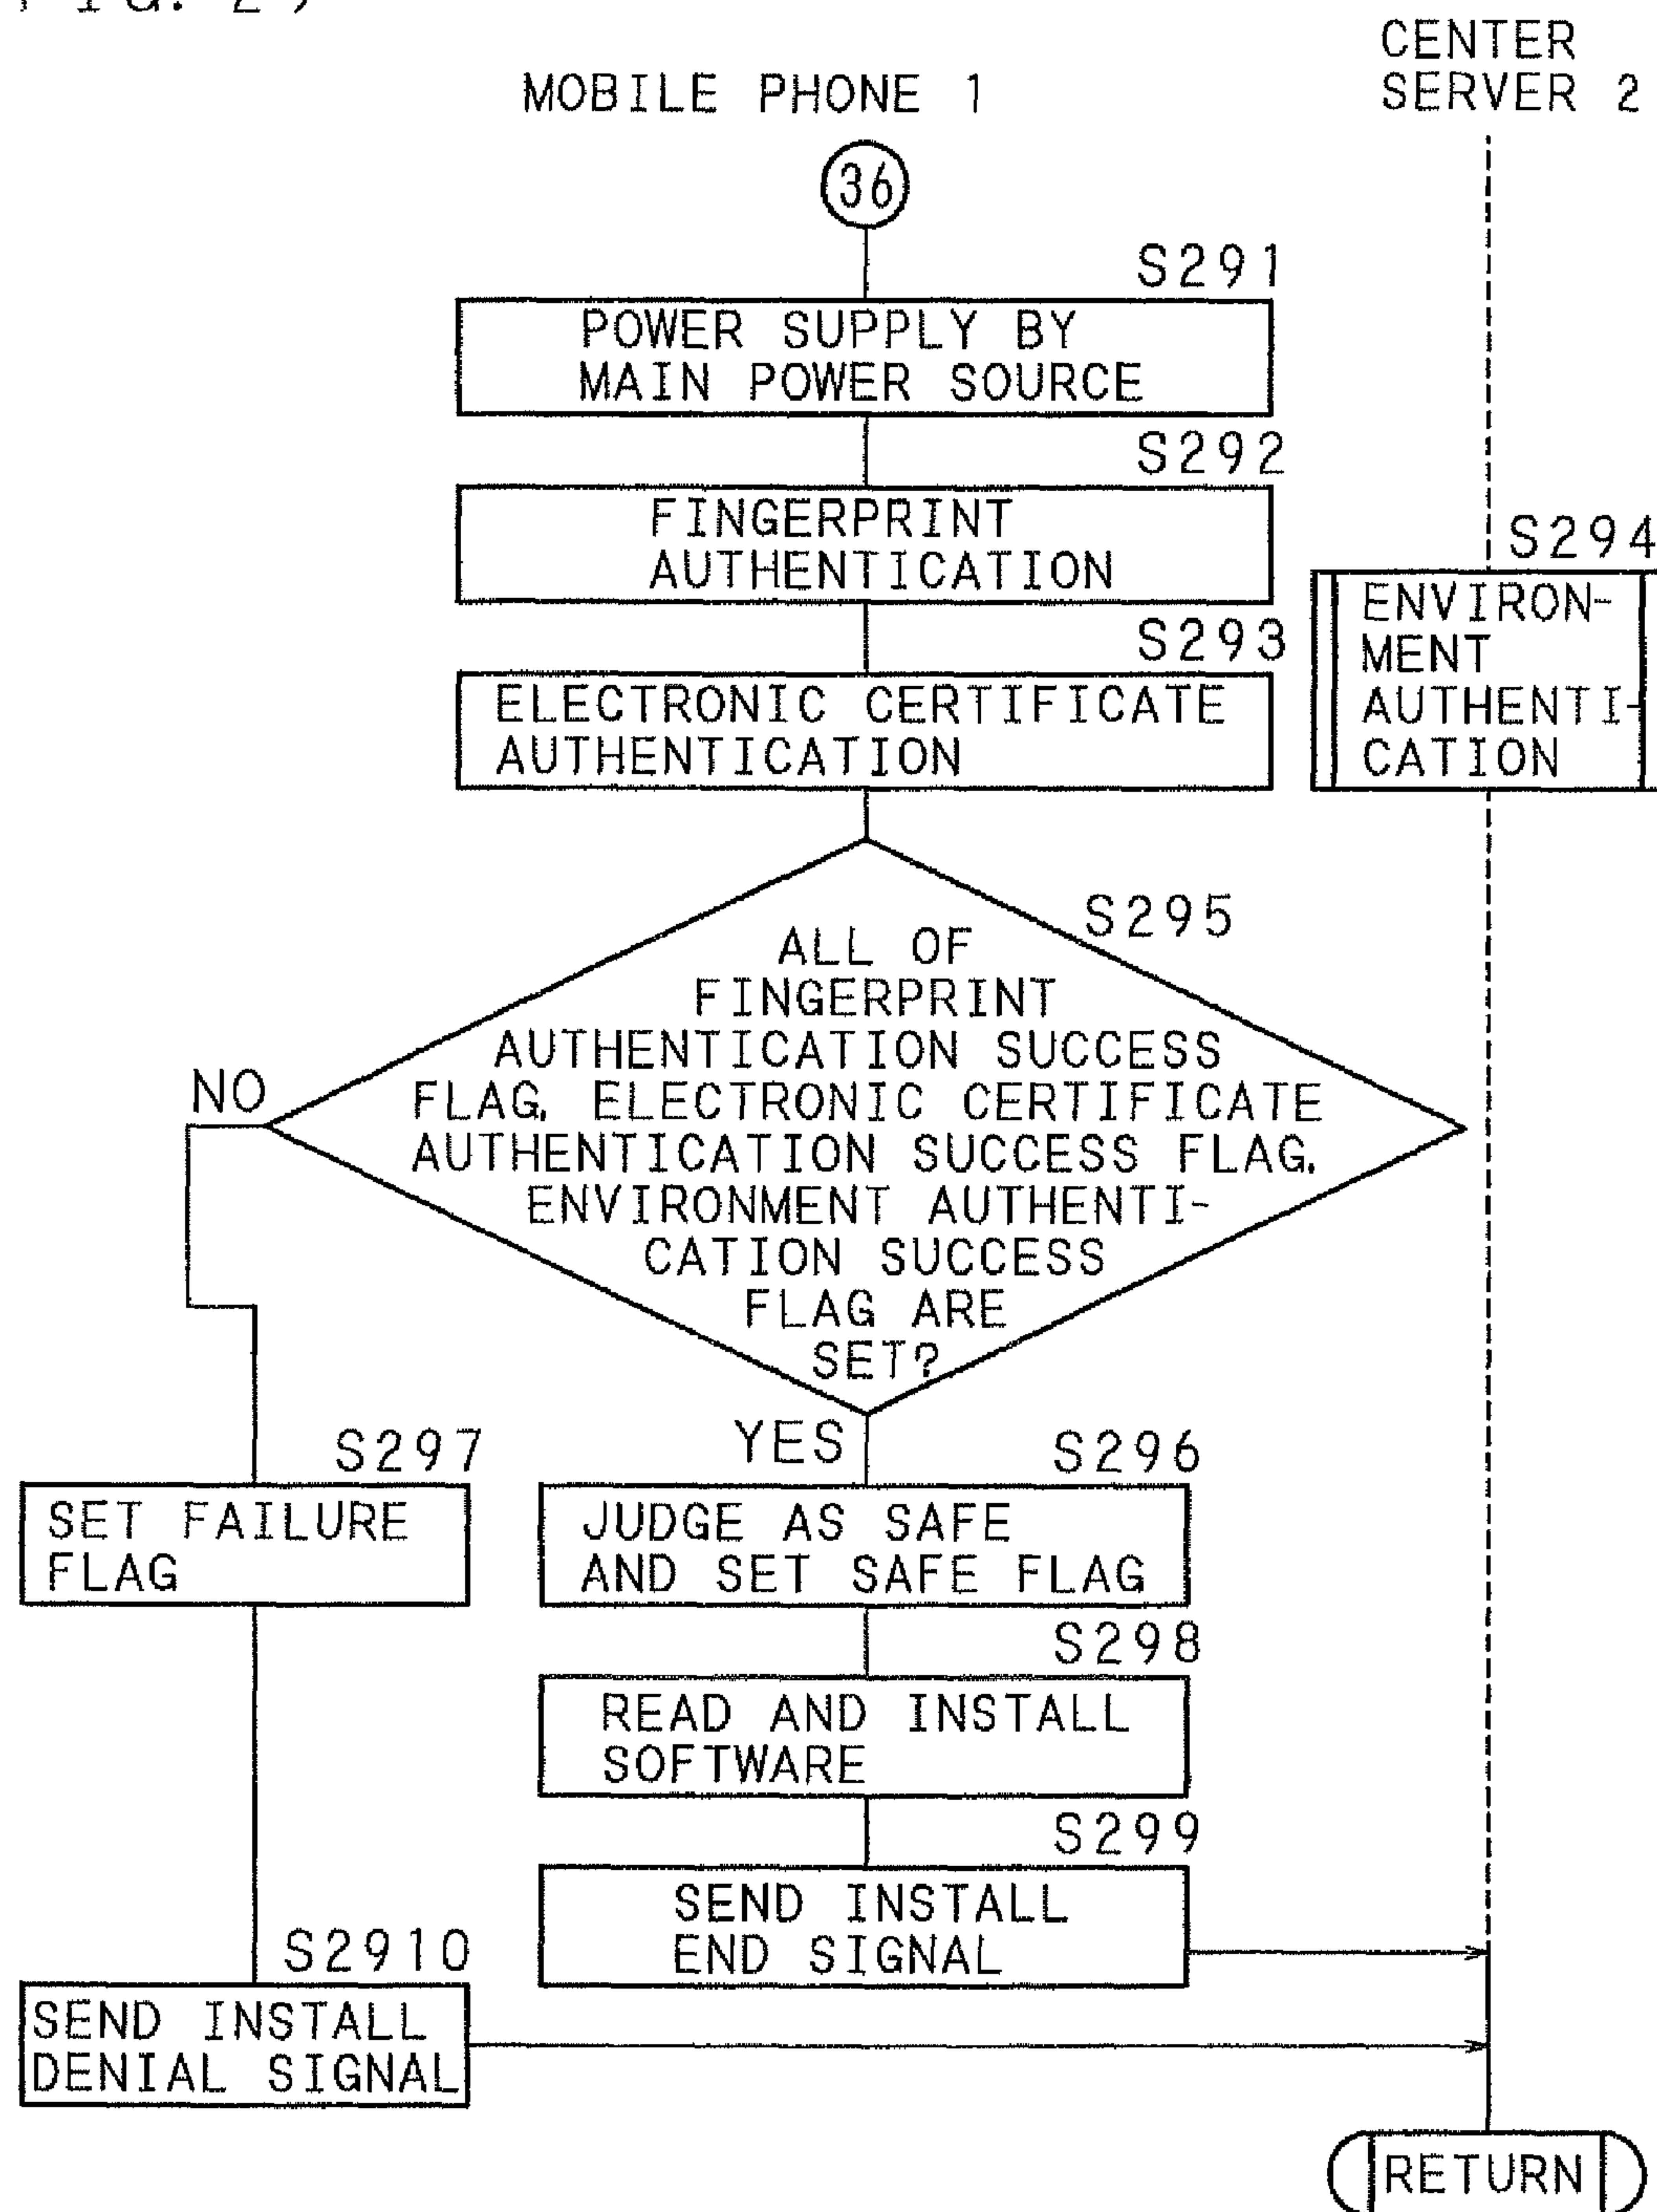 FIG. 29
MOBILE PHONE 1
CENTER
SERVER 2
36
S291
POWER SUPPLY BY
MAIN POWER SOURCE
S292
FINGERPRINT
AUTHENTICATION
S293
ELECTRONIC CERTIFICATE
AUTHENTICATION
S294
ENVIRON-
MENT
AUTHENTI-
CATION
S295
ALL OF
FINGERPRINT
AUTHENTICATION SUCCESS
FLAG, ELECTRONIC CERTIFICATE
AUTHENTICATION SUCCESS FLAG,
ENVIRONMENT AUTHENTI-
CATION SUCCESS
FLAG ARE
SET?
NO
YES
S297
SET FAILURE
FLAG
S296
JUDGE AS SAFE
AND SET SAFE FLAG
S298
READ AND INSTALL
SOFTWARE
S299
SEND INSTALL
END SIGNAL
S2910
SEND INSTALL
DENIAL SIGNAL
RETURN